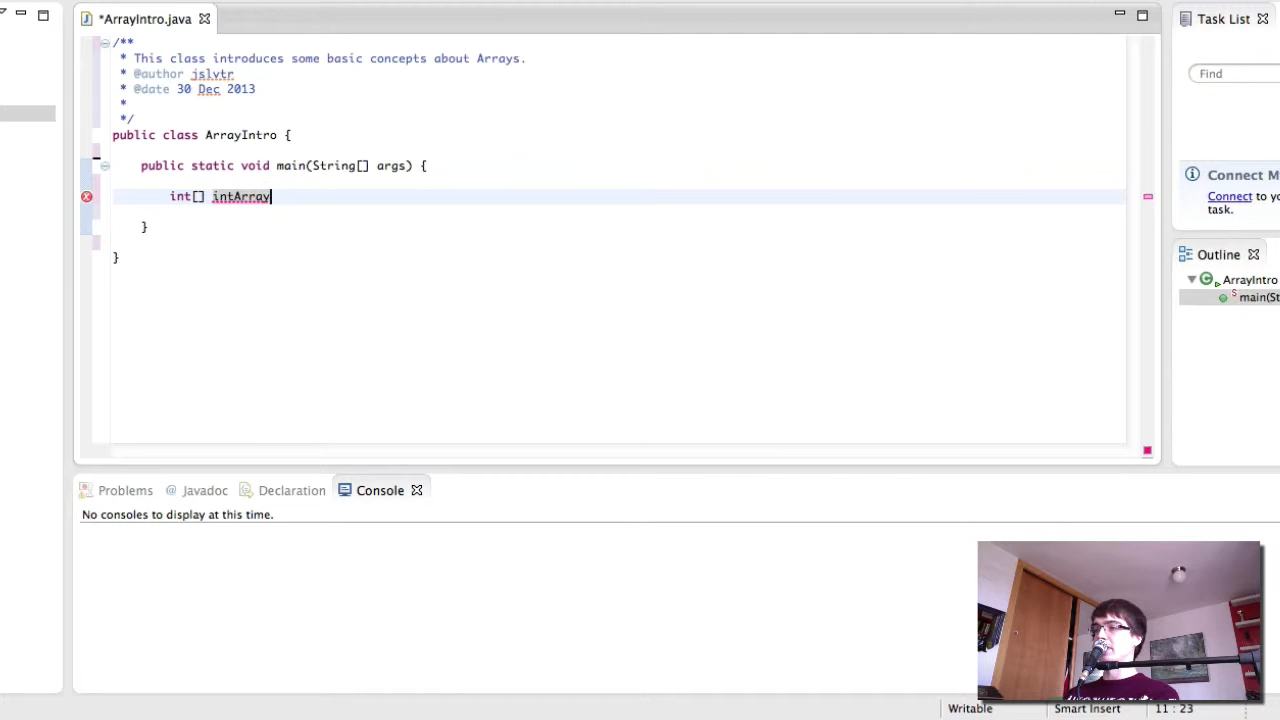 *ArrayIntro.java
Task List
/**
* This class introduces some basic concepts about Arrays.
* @author jslvtr
* @date 30 Dec 2013
*
*/
public class ArrayIntro {
public static void main(String[] args) {
int[] intArray
}
}
Find
Connect M
Connect to yo
task.
Outline
ArrayIntro
main(St
Problems @ Javadoc Declaration Console
No consoles to display at this time.
Writable Smart Insert 11 : 23